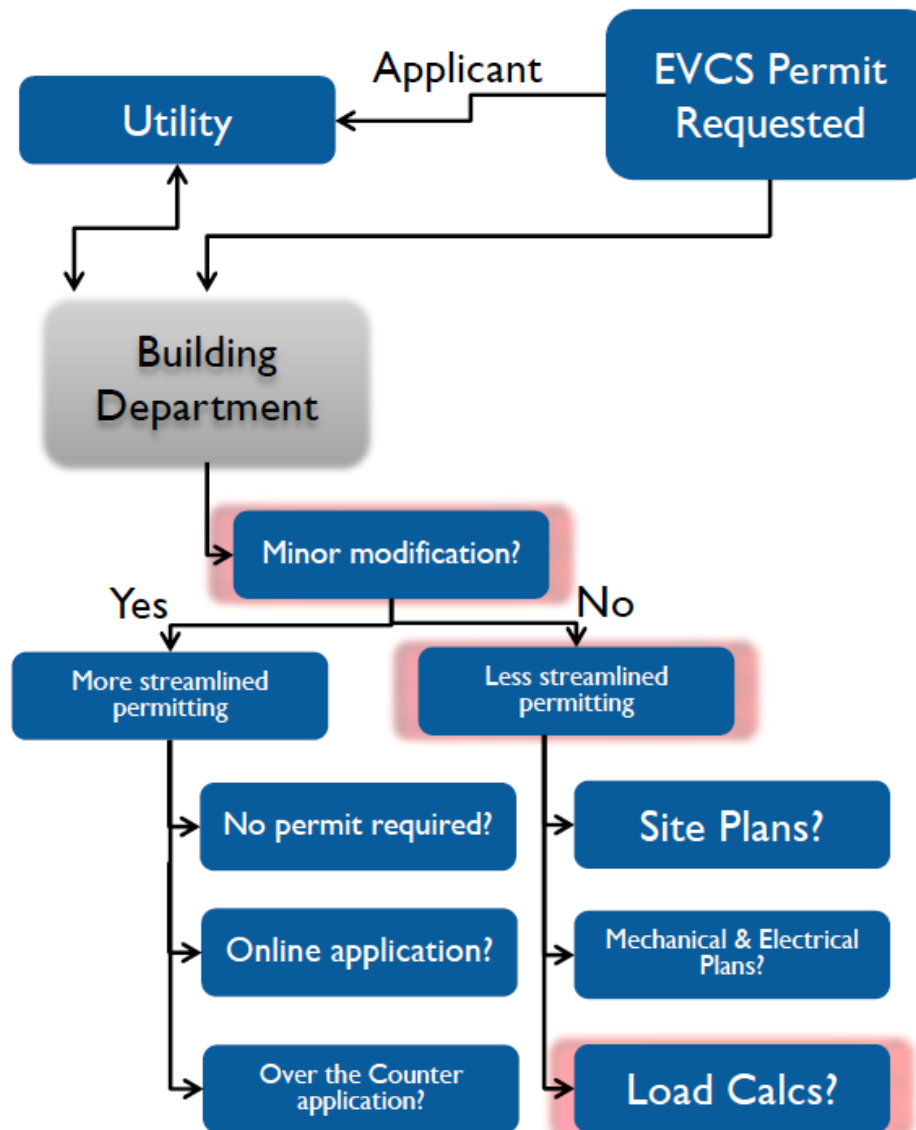 EVCS Permit
Requested
Applicant
Utility
Building
Department
Minor modification?
Yes
No
More streamlined
permitting
Less streamlined
permitting
No permit required?
Site Plans?
Online application?
Mechanical & Electrical
Plans?
Over the Counter
application?
Load Calcs?